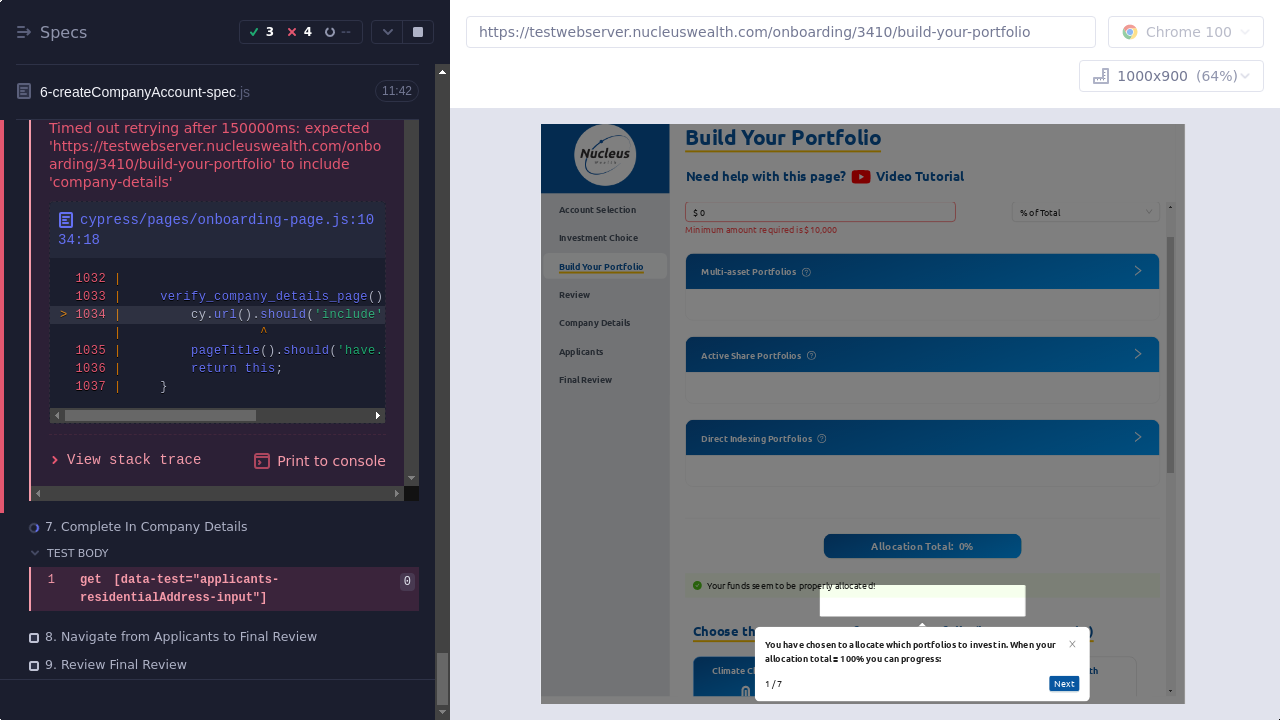 Specs
3
4
--
https://testwebserver.nucleuswealth.com/onboarding/3410/build-your-portfolio
Chrome 100
1000x900 (64%)
6-createCompanyAccount-spec.js
11:42
Timed out retrying after 150000ms: expected
'https://testwebserver.nucleuswealth.com/onbo
arding/3410/build-your-portfolio' to include
'company-details'
cypress/pages/onboarding-page.js:10
34:18
1032 |
1033 | verify_company_details_page()
> 1034 | cy.url().should('include'
| ^
1035 | pageTitle().should('have.
1036 | return this;
1037 | }
View stack trace
Print to console
7. Complete In Company Details
TEST BODY
1 get [data-test="applicants-
residentialAddress-input"]
0
8. Navigate from Applicants to Final Review
9. Review Final Review
Nucleus
Wealth
Account Selection
Investment Choice
Build Your Portfolio
Review
Company Details
Applicants
Final Review
Build Your Portfolio
Need help with this page?
Video Tutorial
$ 0
% of Total
Minimum amount required is $ 10,000
Multi-asset Portfolios
Active Share Portfolios
Direct Indexing Portfolios
Allocation Total: 0%
Your funds seem to be properly allocated!
Choose th
Climate Ch
You have chosen to allocate which portfolios to invest in. When your
allocation total = 100% you can progress:
X
1 / 7
Next